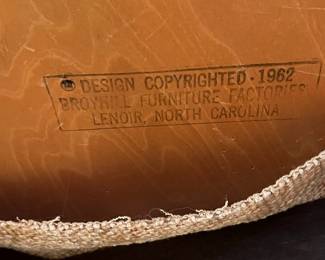 DESIGN COPYRIGHTED · 1962
BROYHILL FURNITURE FACTORIES
LENOIR, NORTH CAROLINA